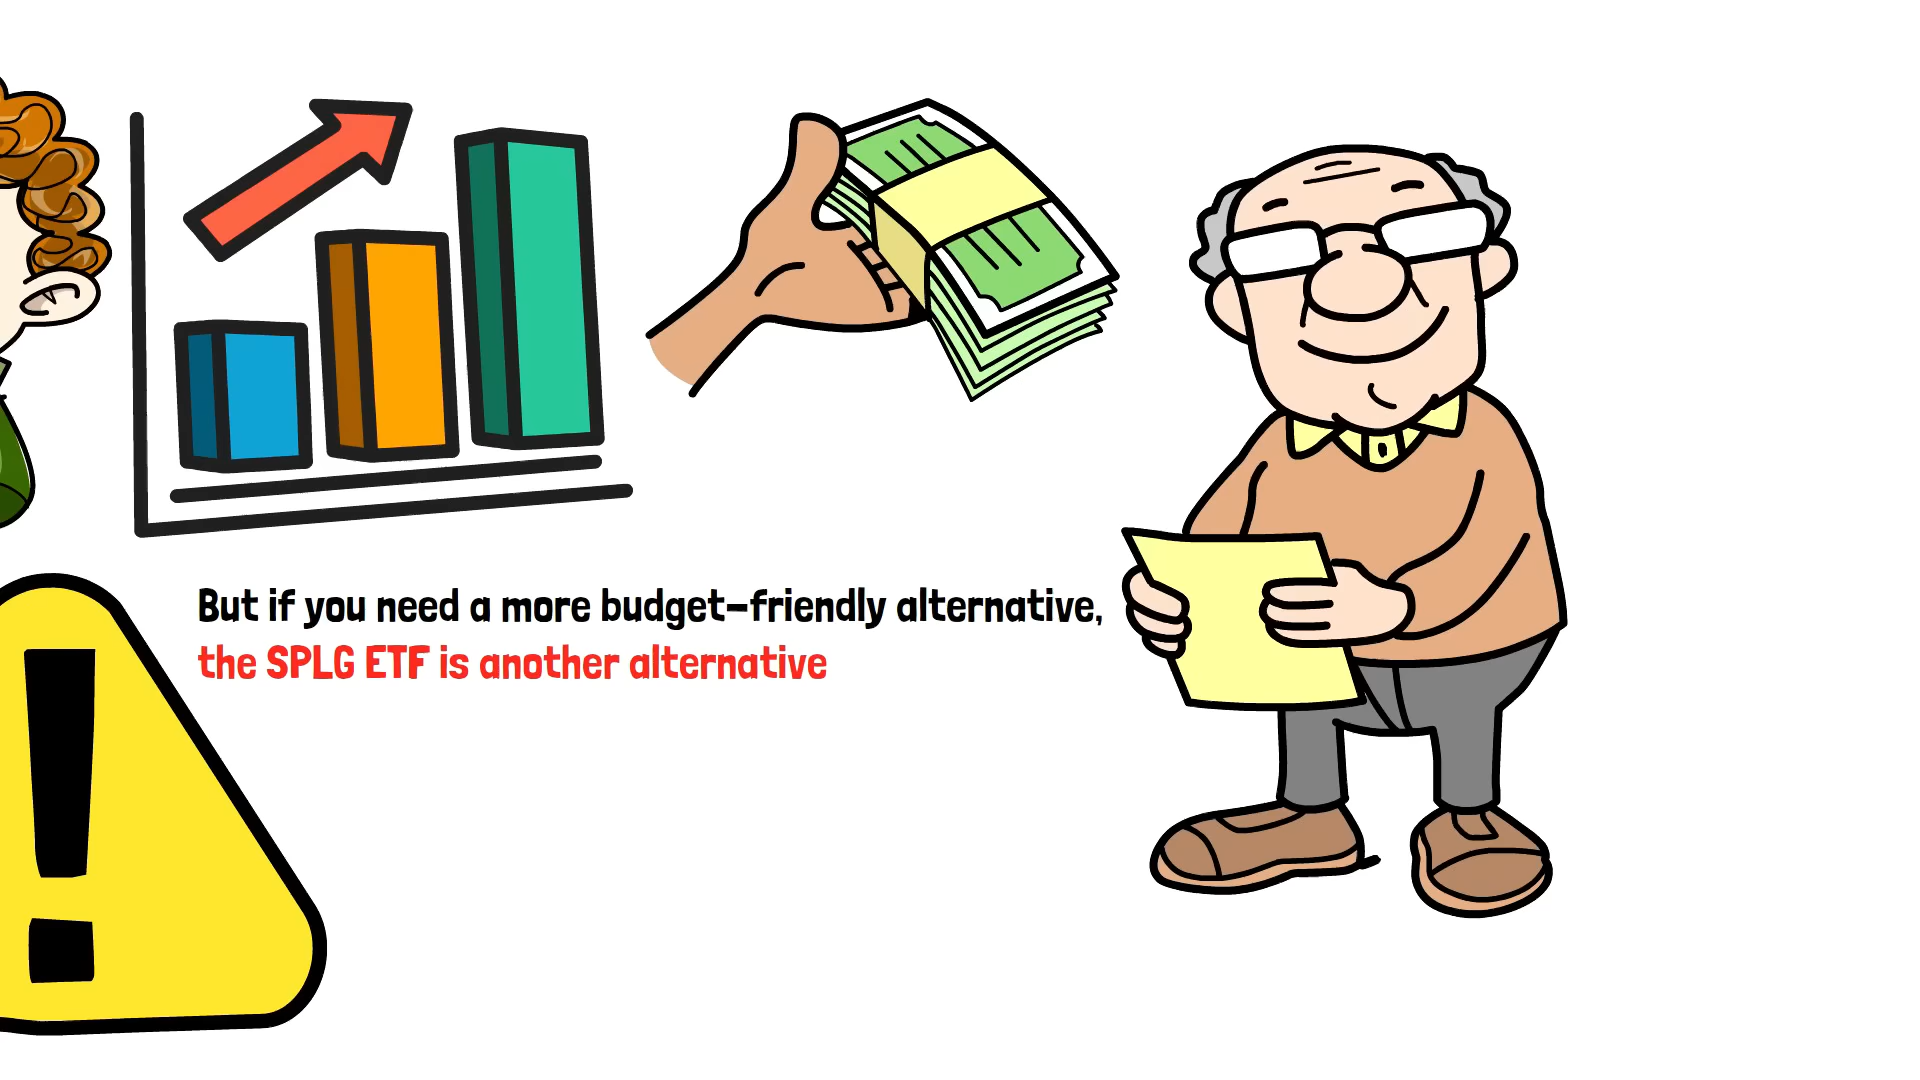 But if you need a more budget-friendly alternative,
the SPLG ETF is another alternative